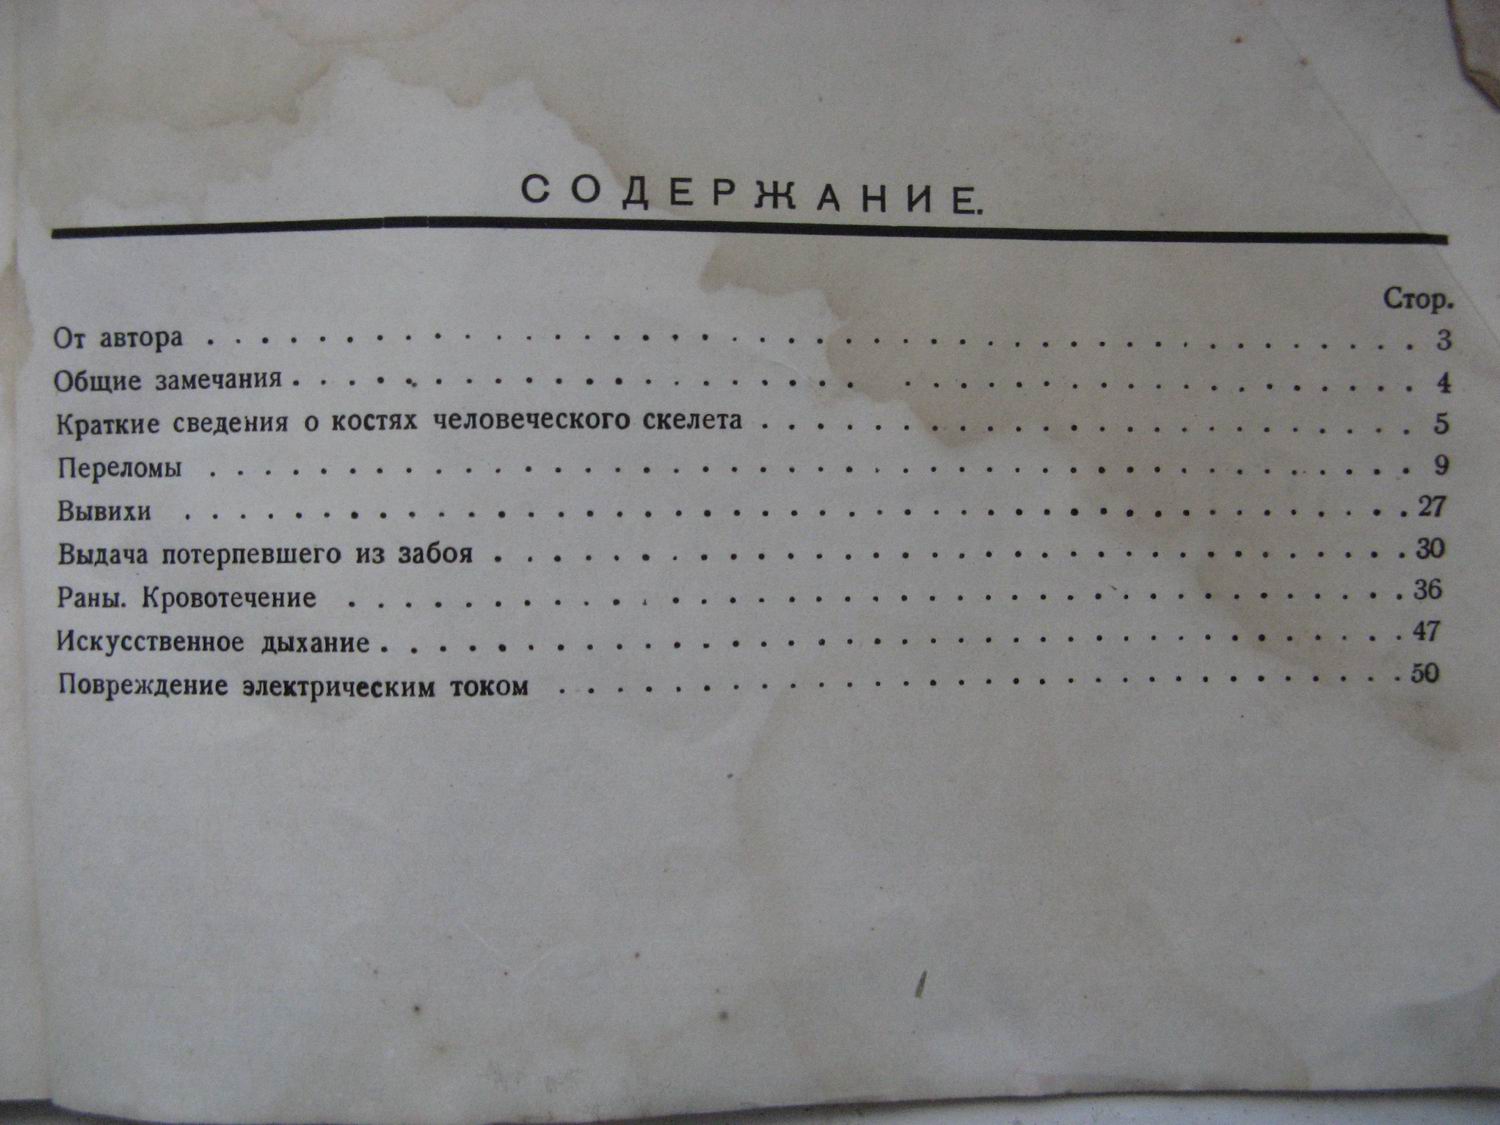 СОДЕРЖАНИЕ.
Стор.
От автора . . . . . . . . . . . . . . . . . . . . 3
Общие замечания . . . . . . . . . . . . . . . . . . . . 4
Краткие сведения о костях человеческого скелета . . . . . . . . . . . . . . . . . . . . 5
Переломы . . . . . . . . . . . . . . . . . . . . 9
Вывихи . . . . . . . . . . . . . . . . . . . . 27
Выдача потерпевшего из забоя . . . . . . . . . . . . . . . . . . . . 30
Раны. Кровотечение . . . . . . . . . . . . . . . . . . . . 36
Искусственное дыхание . . . . . . . . . . . . . . . . . . . . 47
Повреждение электрическим током . . . . . . . . . . . . . . . . . . . . 50